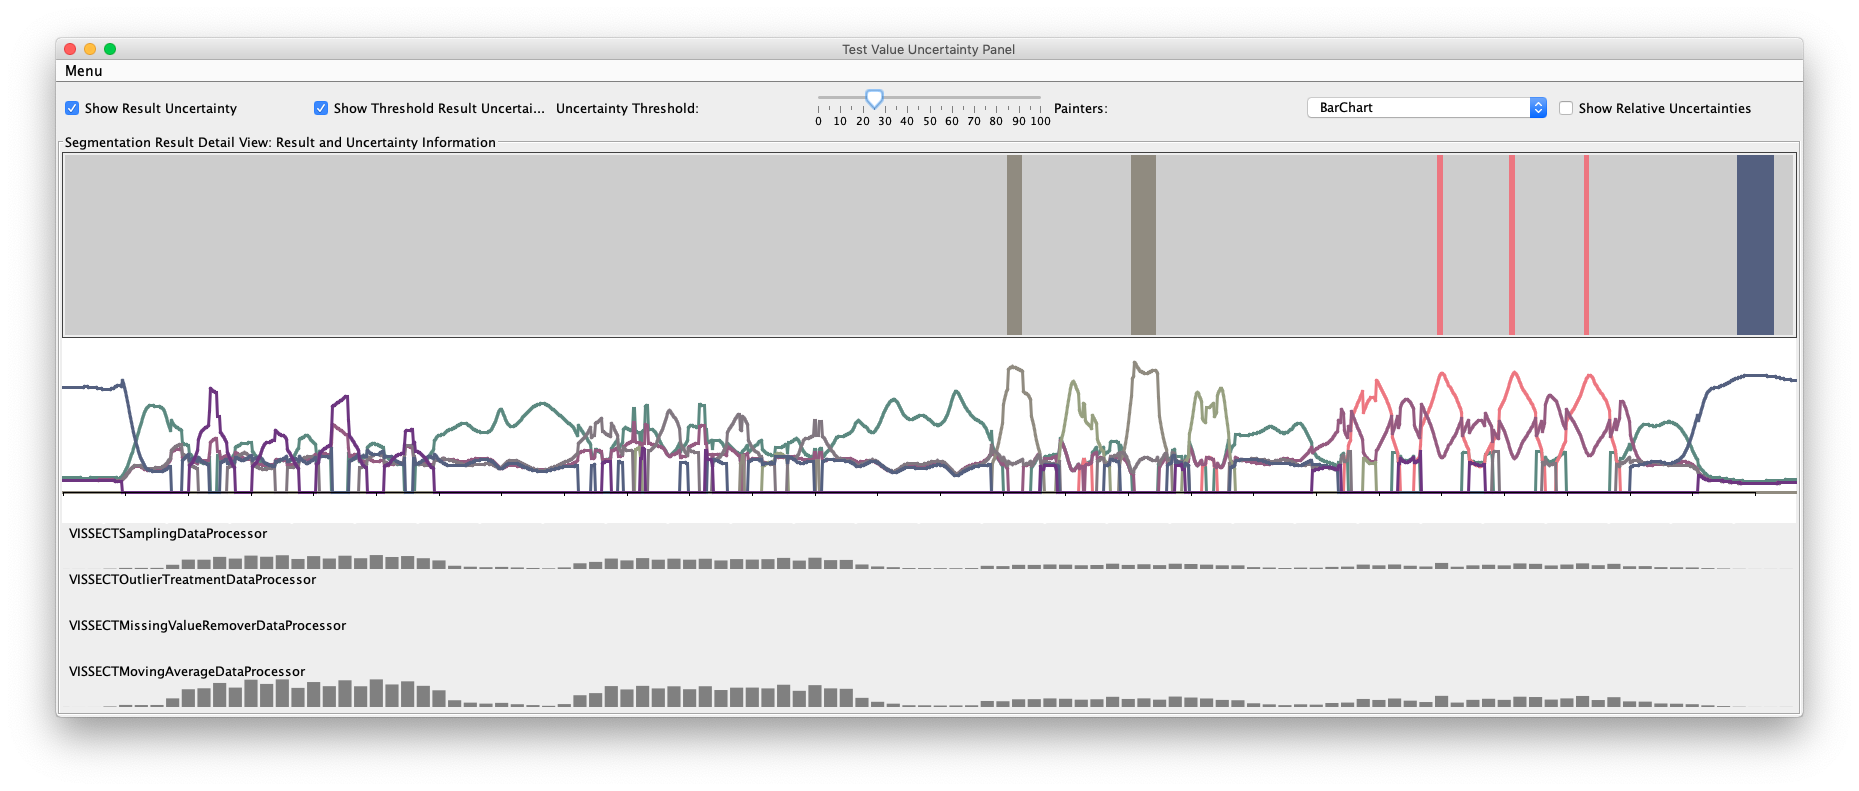 Test Value Uncertainty Panel
Menu
Show Result Uncertainty Show Threshold Result Uncertai... Uncertainty Threshold: Painters: BarChart Show Relative Uncertainties
0 10 20 30 40 50 60 70 80 90 100
Segmentation Result Detail View: Result and Uncertainty Information
VISSECTSamplingDataProcessor
VISSECTOutlierTreatmentDataProcessor
VISSECTMissingValueRemoverDataProcessor
VISSECTMovingAverageDataProcessor